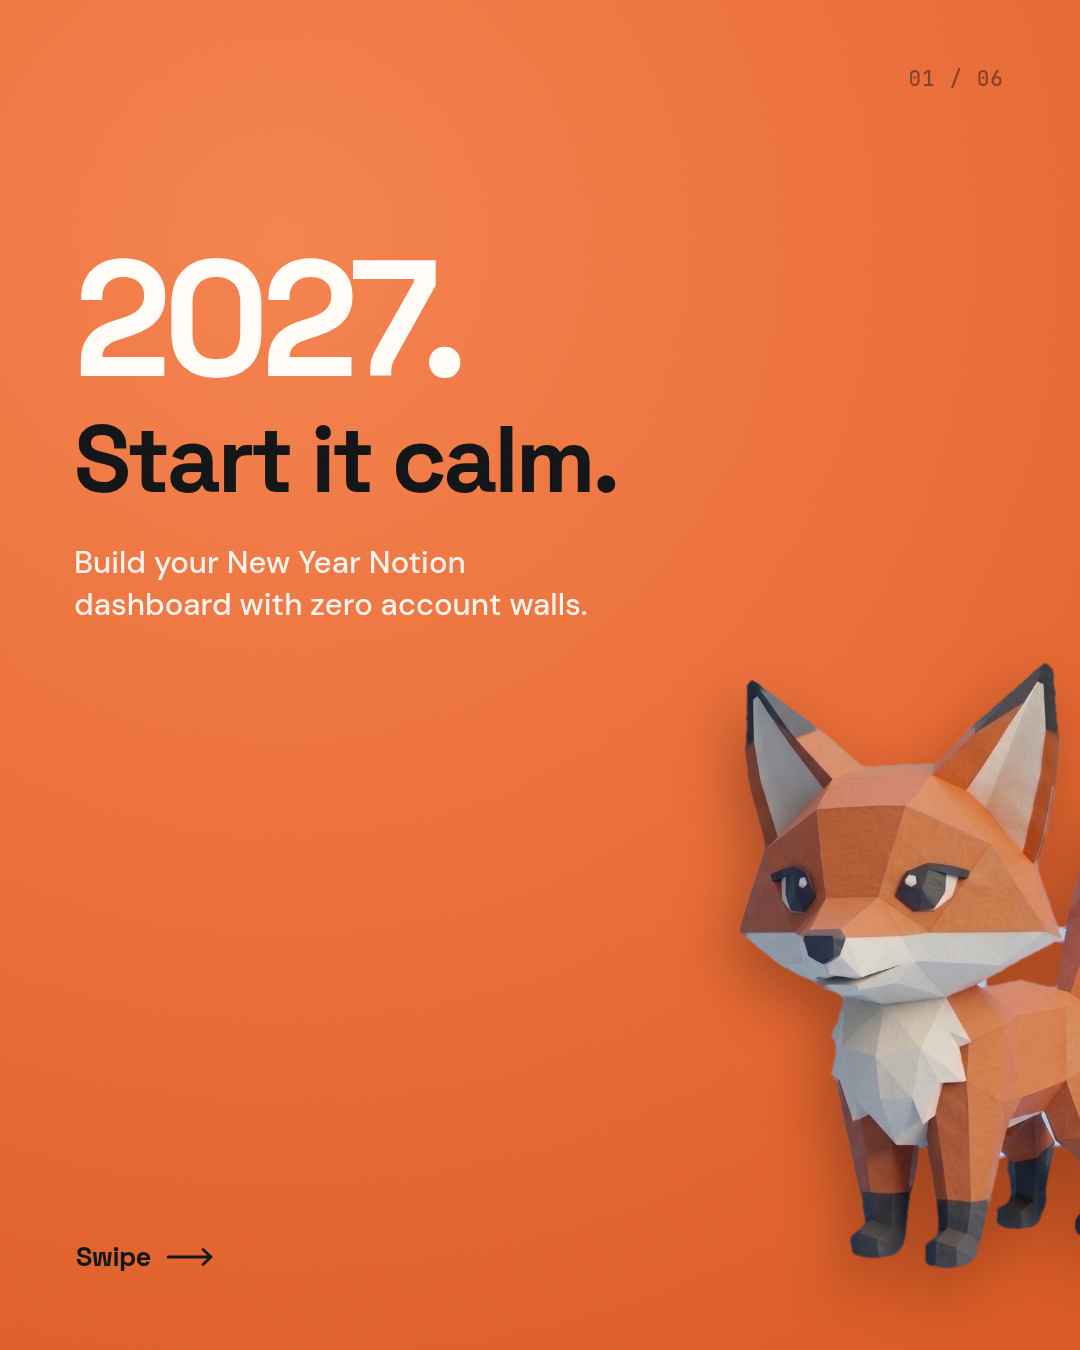 01 / 06
2027.
Start it calm.
Build your New Year Notion
dashboard with zero account walls.
Swipe